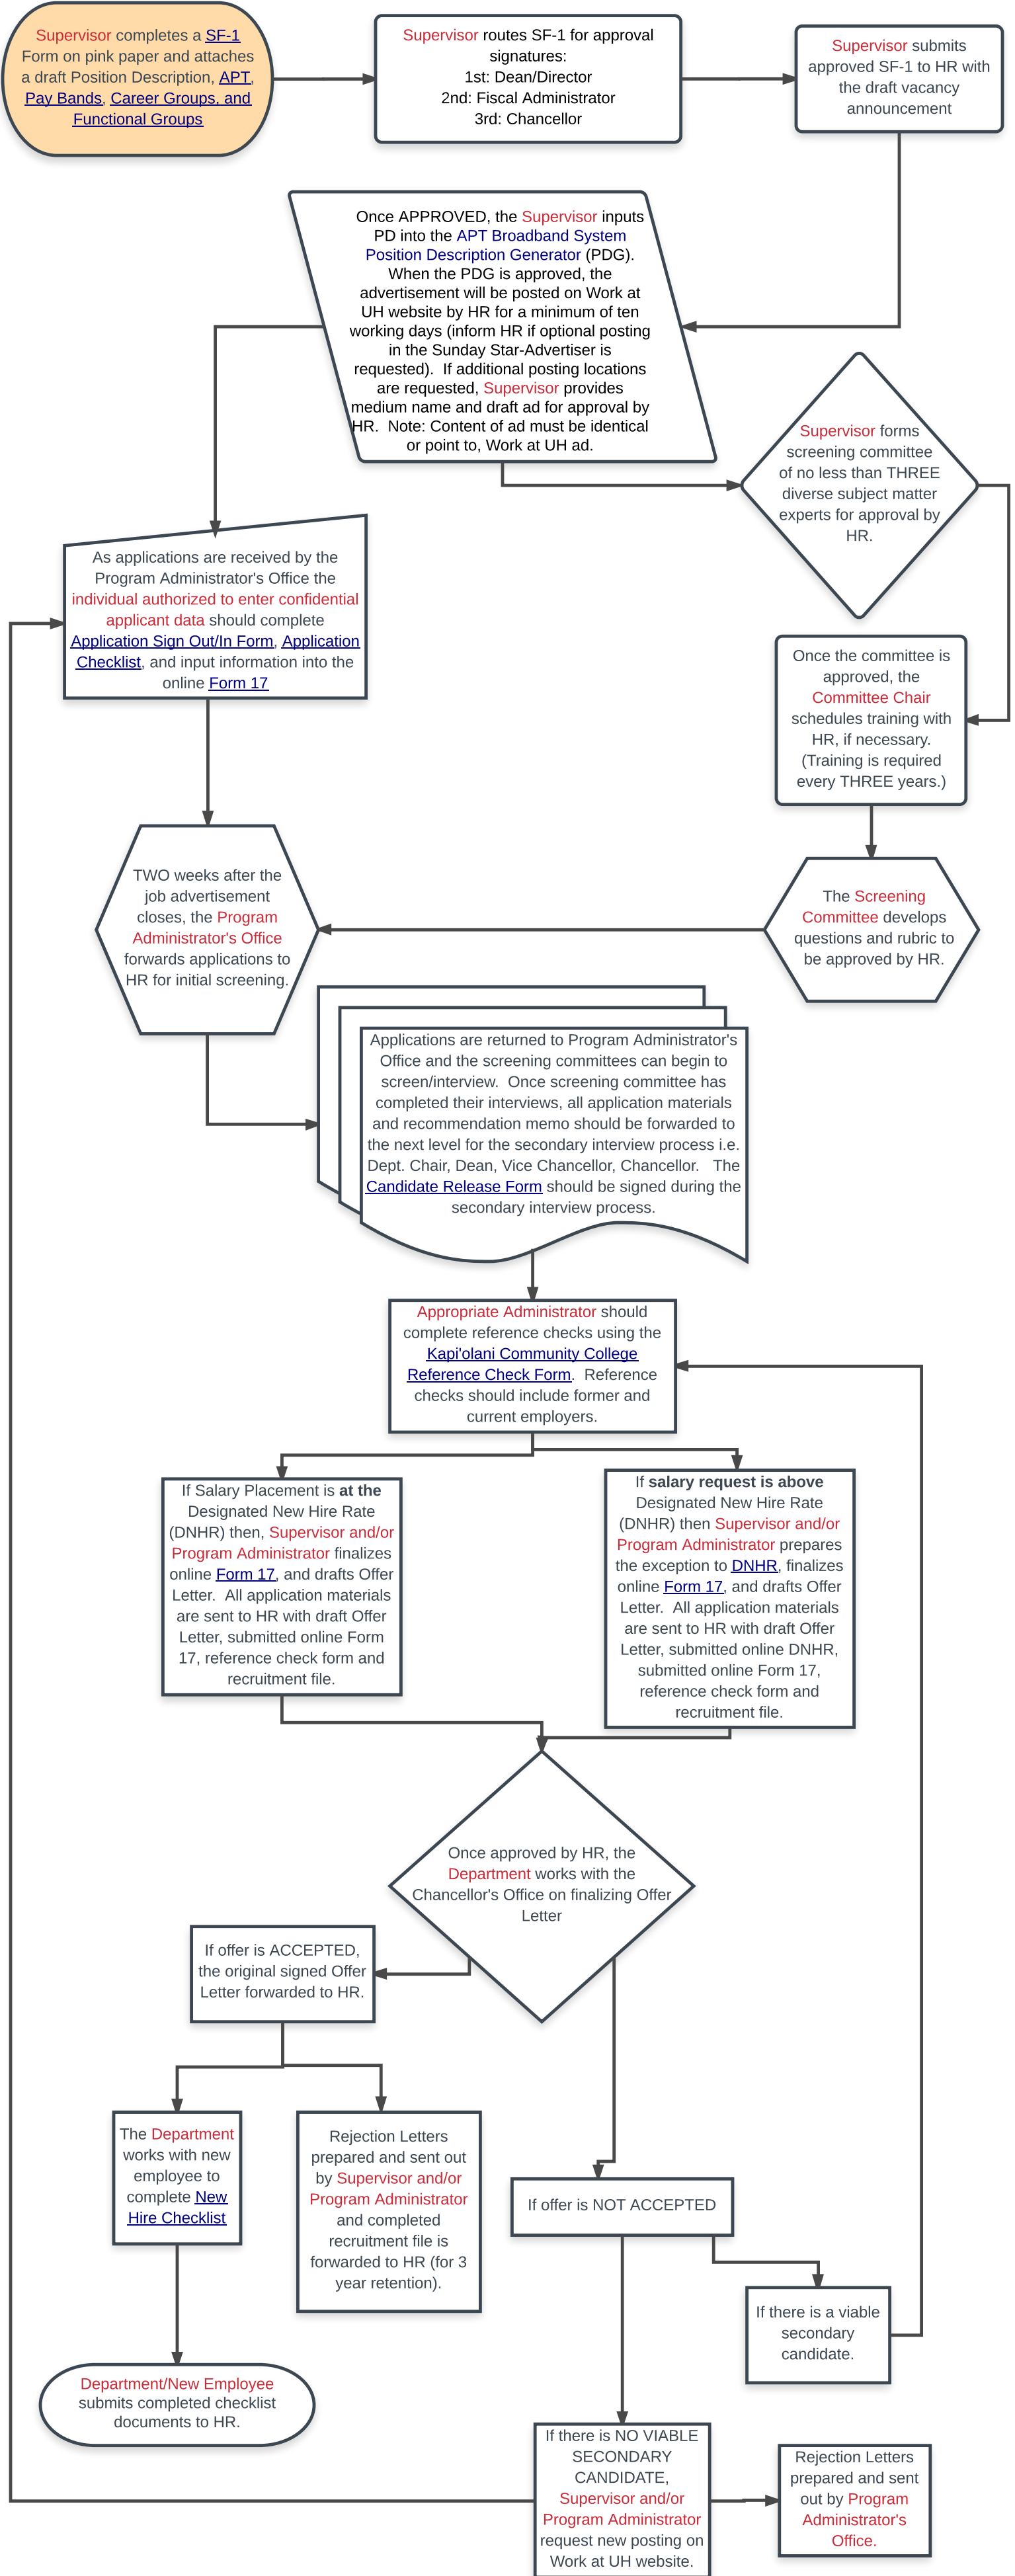 Supervisor completes a SF-1
Form on pink paper and attaches
a draft Position Description, APT,
Pay Bands, Career Groups, and
Functional Groups
Supervisor routes SF-1 for approval
signatures:
1st: Dean/Director
2nd: Fiscal Administrator
3rd: Chancellor
Supervisor submits
approved SF-1 to HR with
the draft vacancy
announcement
Once APPROVED, the Supervisor inputs
PD into the APT Broadband System
Position Description Generator (PDG).
When the PDG is approved, the
advertisement will be posted on Work at
UH website by HR for a minimum of ten
working days (inform HR if optional posting
in the Sunday Star-Advertiser is
requested).  If additional posting locations
are requested, Supervisor provides
medium name and draft ad for approval by
HR.  Note: Content of ad must be identical
or point to, Work at UH ad.
Supervisor forms
screening committee
of no less than THREE
diverse subject matter
experts for approval by
HR.
As applications are received by the
Program Administrator's Office the
individual authorized to enter confidential
applicant data should complete
Application Sign Out/In Form, Application
Checklist, and input information into the
online Form 17
Once the committee is
approved, the
Committee Chair
schedules training with
HR, if necessary.
(Training is required
every THREE years.)
TWO weeks after the
job advertisement
closes, the Program
Administrator's Office
forwards applications to
HR for initial screening.
The Screening
Committee develops
questions and rubric to
be approved by HR.
Applications are returned to Program Administrator's
Office and the screening committees can begin to
screen/interview.  Once screening committee has
completed their interviews, all application materials
and recommendation memo should be forwarded to
the next level for the secondary interview process i.e.
Dept. Chair, Dean, Vice Chancellor, Chancellor.   The
Candidate Release Form should be signed during the
secondary interview process.
Appropriate Administrator should
complete reference checks using the
Kapi'olani Community College
Reference Check Form.  Reference
checks should include former and
current employers.
If Salary Placement is at the
Designated New Hire Rate
(DNHR) then, Supervisor and/or
Program Administrator finalizes
online Form 17, and drafts Offer
Letter.  All application materials
are sent to HR with draft Offer
Letter, submitted online Form
17, reference check form and
recruitment file.
If salary request is above
Designated New Hire Rate
(DNHR) then Supervisor and/or
Program Administrator prepares
the exception to DNHR, finalizes
online Form 17, and drafts Offer
Letter.  All application materials
are sent to HR with draft Offer
Letter, submitted online DNHR,
submitted online Form 17,
reference check form and
recruitment file.
Once approved by HR, the
Department works with the
Chancellor's Office on finalizing Offer
Letter
If offer is ACCEPTED,
the original signed Offer
Letter forwarded to HR.
The Department
works with new
employee to
complete New
Hire Checklist
Rejection Letters
prepared and sent out
by Supervisor and/or
Program Administrator
and completed
recruitment file is
forwarded to HR (for 3
year retention).
If offer is NOT ACCEPTED
If there is a viable
secondary
candidate.
Department/New Employee
submits completed checklist
documents to HR.
If there is NO VIABLE
SECONDARY
CANDIDATE,
Supervisor and/or
Program Administrator
request new posting on
Work at UH website.
Rejection Letters
prepared and sent
out by Program
Administrator's
Office.